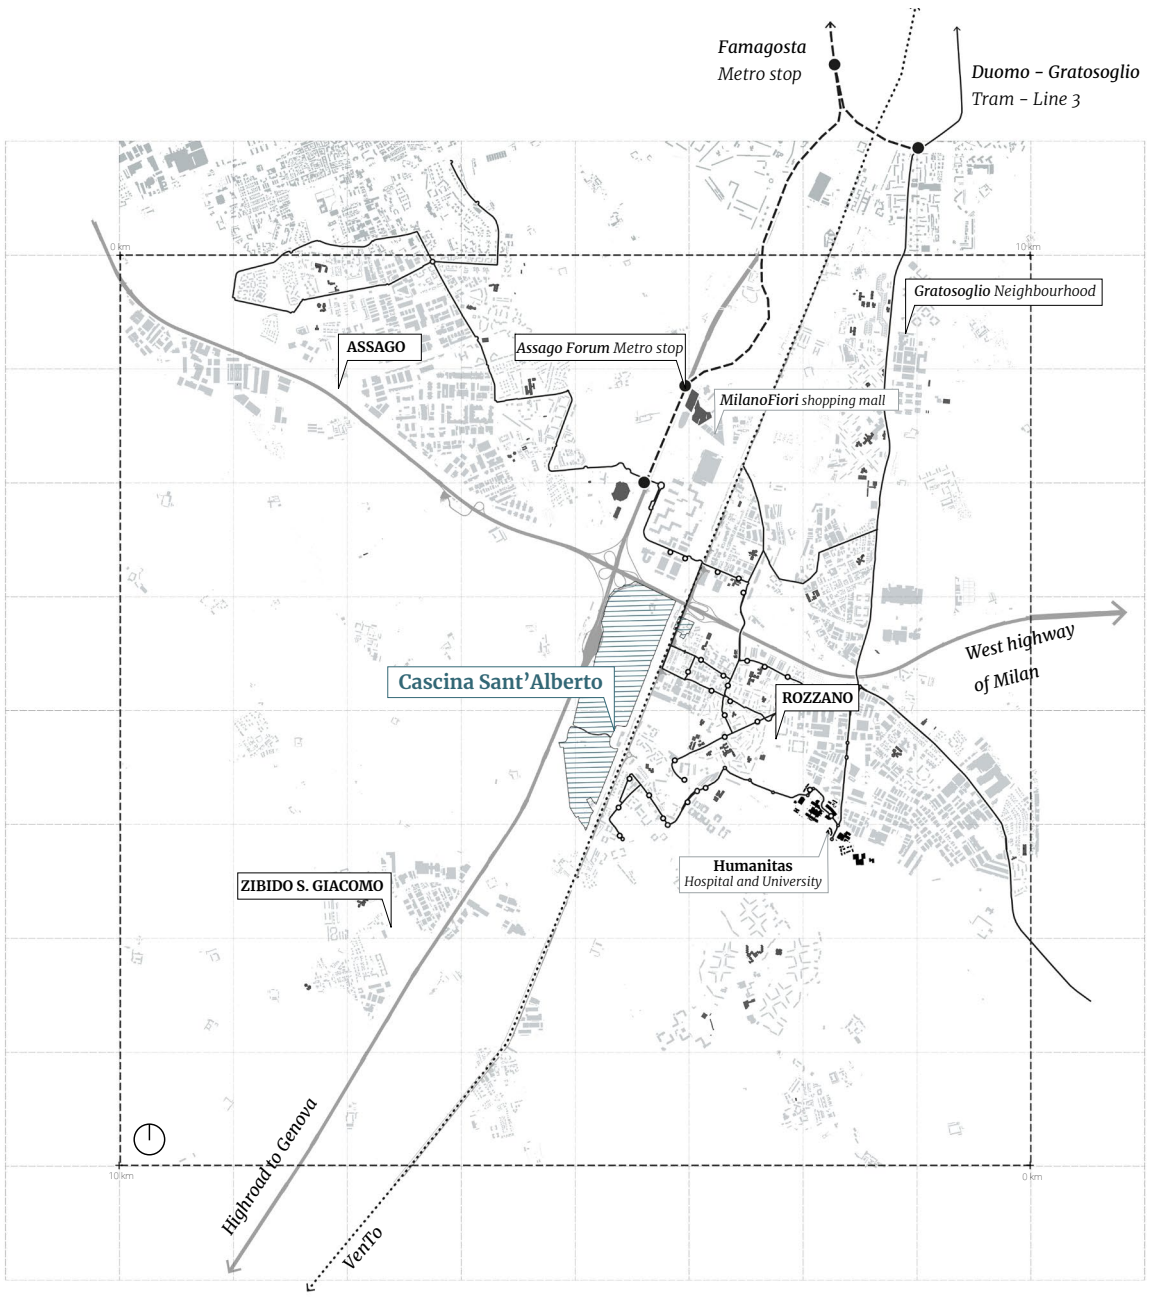 Famagosta
Metro stop
Duomo - Gratosoglio
Tram - Line 3
0 km
10 km
Gratosoglio Neighbourhood
ASSAGO
Assago Forum Metro stop
MilanoFiori shopping mall
West highway
of Milan
Cascina Sant'Alberto
ROZZANO
Humanitas
Hospital and University
ZIBIDO S. GIACOMO
Highroad to Genova
VenTo
10 km
0 km